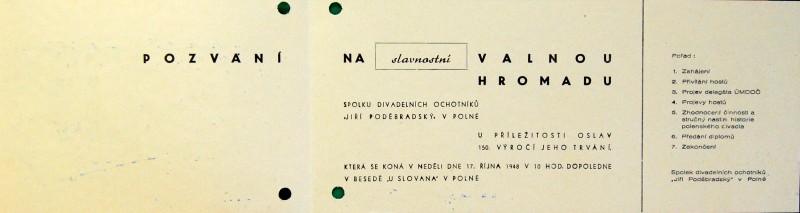 POZVÁNÍ NA slavnostní VALNOU
HROMADU
SPOLKU DIVADELNÍCH OCHOTNÍKŮ
„JIŘÍ PODĚBRADSKÝ“ V POLNÉ
U PŘÍLEŽITOSTI OSLAV
150. VÝROČÍ JEHO TRVÁNÍ,
KTERÁ SE KONÁ V NEDĚLI DNE 17. ŘÍJNA 1948 V 10 HOD. DOPOLEDNE
V BESEDĚ „U SLOVANA“ V POLNÉ
Pořad:
1. Zahájení
2. Přivítání hostů
3. Projev delegáta ÚMDOČ
4. Projevy hostů
5. Zhodnocení činnosti a
stručný nástin historie
polenského divadla
6. Předání diplomů
7. Zakončení
Spolek divadelních ochotníků
„Jiří Poděbradský“ v Polné